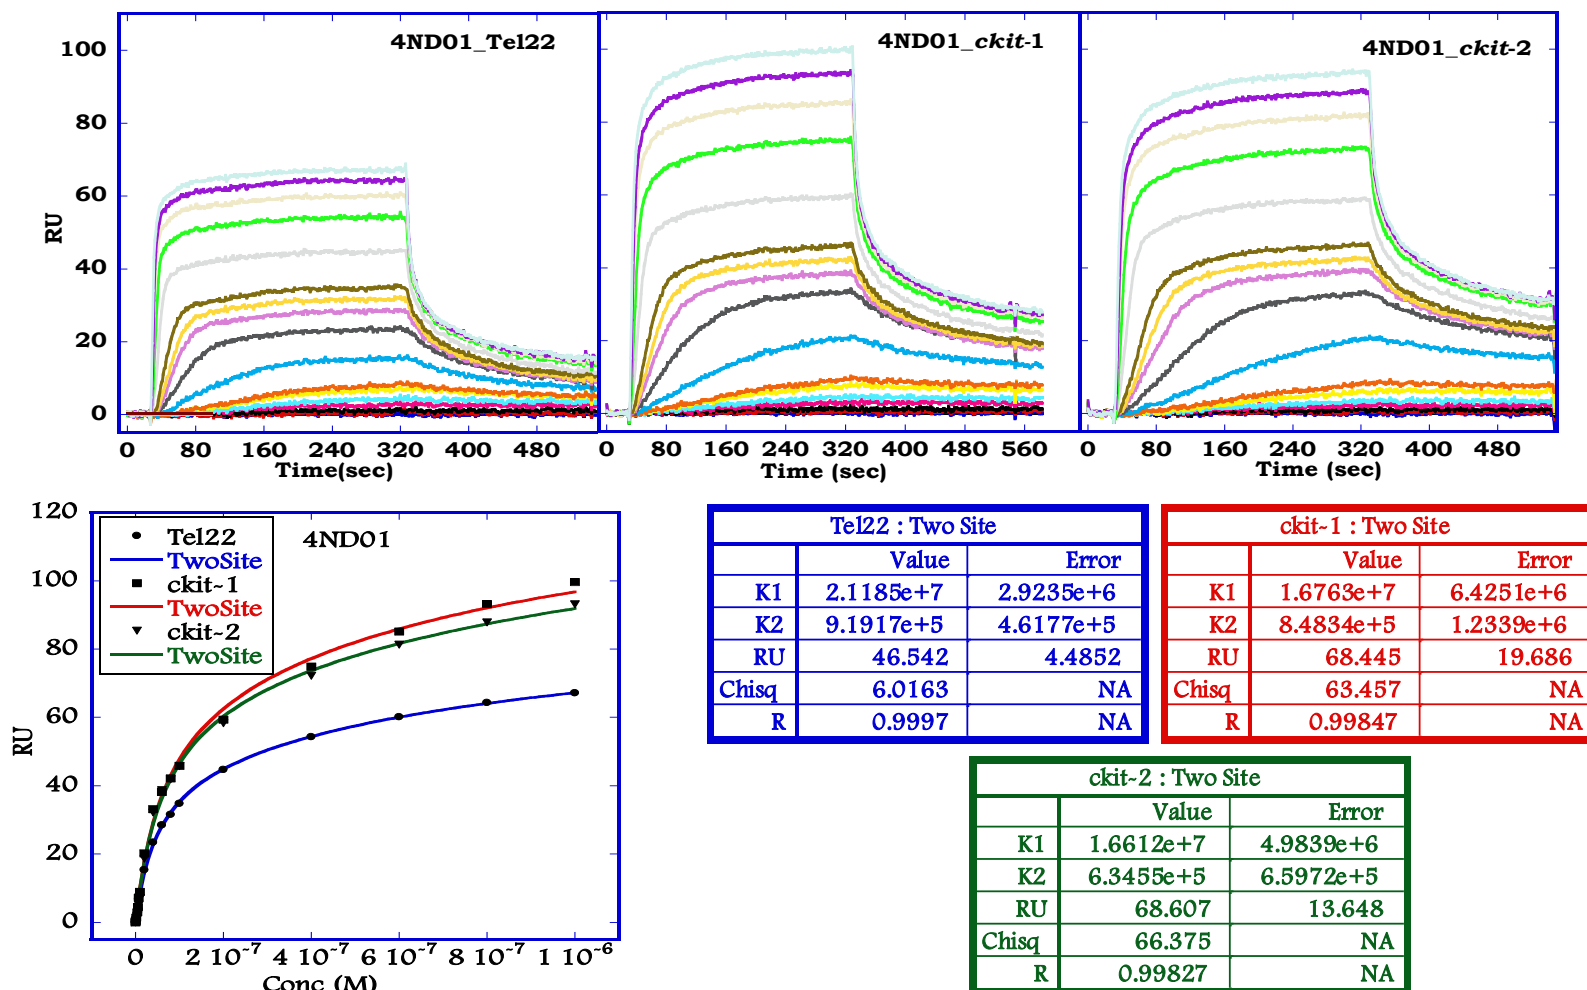 4ND01_Tel22
4ND01_ckit-1
4ND01_ckit-2
100
80
60
40
20
0
RU
0 80 160 240 320 400 480
Time(sec)
0 80 160 240 320 400 480 560
Time (sec)
0 80 160 240 320 400 480
Time (sec)
120
100
80
60
40
20
0
RU
Tel22
TwoSite
ckit-1
TwoSite
ckit-2
TwoSite
4ND01
0 2 10^-7 4 10^-7 6 10^-7 8 10^-7 1 10^-6
Conc (M)
Tel22 : Two Site
Value Error
K1 2.1185e+7 2.9235e+6
K2 9.1917e+5 4.6177e+5
RU 46.542 4.4852
Chisq 6.0163 NA
R 0.9997 NA
ckit-1 : Two Site
Value Error
K1 1.6763e+7 6.4251e+6
K2 8.4834e+5 1.2339e+6
RU 68.445 19.686
Chisq 63.457 NA
R 0.99847 NA
ckit-2 : Two Site
Value Error
K1 1.6612e+7 4.9839e+6
K2 6.3455e+5 6.5972e+5
RU 68.607 13.648
Chisq 66.375 NA
R 0.99827 NA